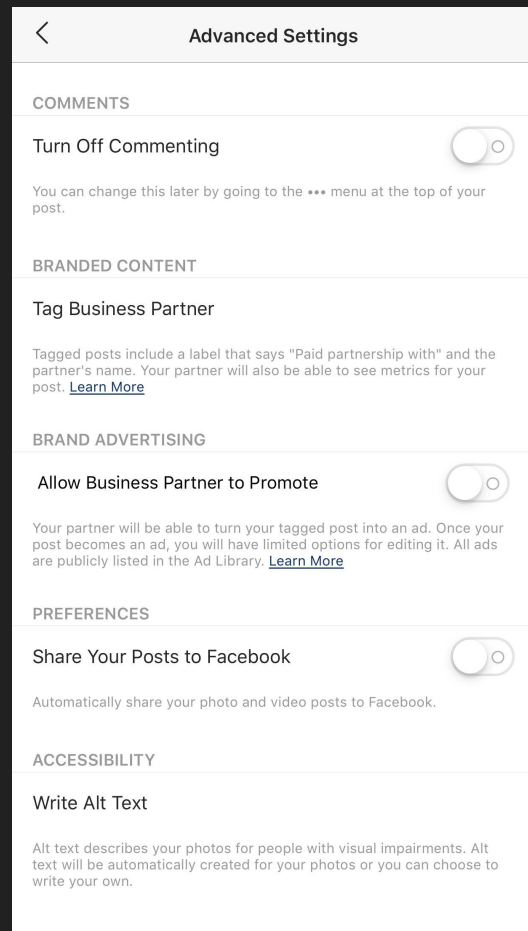 Advanced Settings
COMMENTS
Turn Off Commenting
You can change this later by going to the ••• menu at the top of your
post.
BRANDED CONTENT
Tag Business Partner
Tagged posts include a label that says "Paid partnership with" and the
partner's name. Your partner will also be able to see metrics for your
post. Learn More
BRAND ADVERTISING
Allow Business Partner to Promote
Your partner will be able to turn your tagged post into an ad. Once your
post becomes an ad, you will have limited options for editing it. All ads
are publicly listed in the Ad Library. Learn More
PREFERENCES
Share Your Posts to Facebook
Automatically share your photo and video posts to Facebook.
ACCESSIBILITY
Write Alt Text
Alt text describes your photos for people with visual impairments. Alt
text will be automatically created for your photos or you can choose to
write your own.